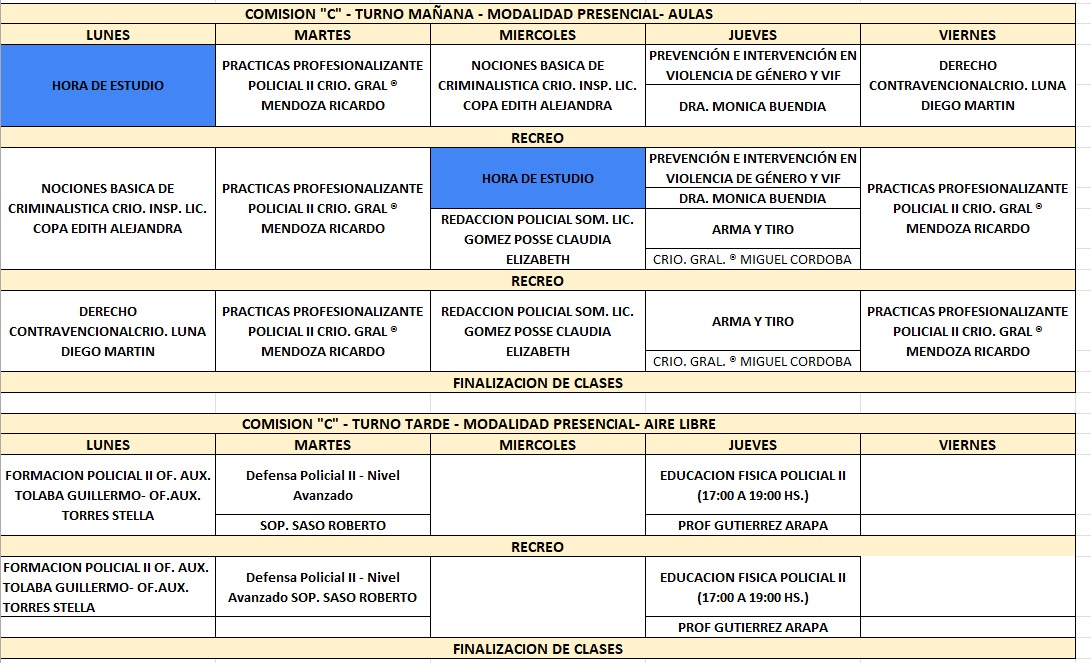 COMISION "C" - TURNO MAÑANA - MODALIDAD PRESENCIAL- AULAS
LUNES
MARTES
MIERCOLES
JUEVES
VIERNES
HORA DE ESTUDIO
PRACTICAS PROFESIONALIZANTE
POLICIAL II CRIO. GRAL ®
MENDOZA RICARDO
NOCIONES BASICA DE
CRIMINALISTICA CRIO. INSP. LIC.
COPA EDITH ALEJANDRA
PREVENCIÓN E INTERVENCIÓN EN
VIOLENCIA DE GÉNERO Y VIF
DRA. MONICA BUENDIA
DERECHO
CONTRAVENCIONALCRIO. LUNA
DIEGO MARTIN
RECREO
NOCIONES BASICA DE
CRIMINALISTICA CRIO. INSP. LIC.
COPA EDITH ALEJANDRA
PRACTICAS PROFESIONALIZANTE
POLICIAL II CRIO. GRAL ®
MENDOZA RICARDO
HORA DE ESTUDIO
REDACCION POLICIAL SOM. LIC.
GOMEZ POSSE CLAUDIA
ELIZABETH
PREVENCIÓN E INTERVENCIÓN EN
VIOLENCIA DE GÉNERO Y VIF
DRA. MONICA BUENDIA
ARMA Y TIRO
CRIO. GRAL. ® MIGUEL CORDOBA
PRACTICAS PROFESIONALIZANTE
POLICIAL II CRIO. GRAL ®
MENDOZA RICARDO
RECREO
DERECHO
CONTRAVENCIONALCRIO. LUNA
DIEGO MARTIN
PRACTICAS PROFESIONALIZANTE
POLICIAL II CRIO. GRAL ®
MENDOZA RICARDO
REDACCION POLICIAL SOM. LIC.
GOMEZ POSSE CLAUDIA
ELIZABETH
ARMA Y TIRO
CRIO. GRAL. ® MIGUEL CORDOBA
PRACTICAS PROFESIONALIZANTE
POLICIAL II CRIO. GRAL ®
MENDOZA RICARDO
FINALIZACION DE CLASES
COMISION "C" - TURNO TARDE - MODALIDAD PRESENCIAL- AIRE LIBRE
LUNES
MARTES
MIERCOLES
JUEVES
VIERNES
FORMACION POLICIAL II OF. AUX.
TOLABA GUILLERMO- OF.AUX.
TORRES STELLA
Defensa Policial II - Nivel
Avanzado
SOP. SASO ROBERTO
EDUCACION FISICA POLICIAL II
(17:00 A 19:00 HS.)
PROF GUTIERREZ ARAPA
RECREO
FORMACION POLICIAL II OF. AUX.
TOLABA GUILLERMO- OF.AUX.
TORRES STELLA
Defensa Policial II - Nivel
Avanzado SOP. SASO ROBERTO
EDUCACION FISICA POLICIAL II
(17:00 A 19:00 HS.)
PROF GUTIERREZ ARAPA
FINALIZACION DE CLASES